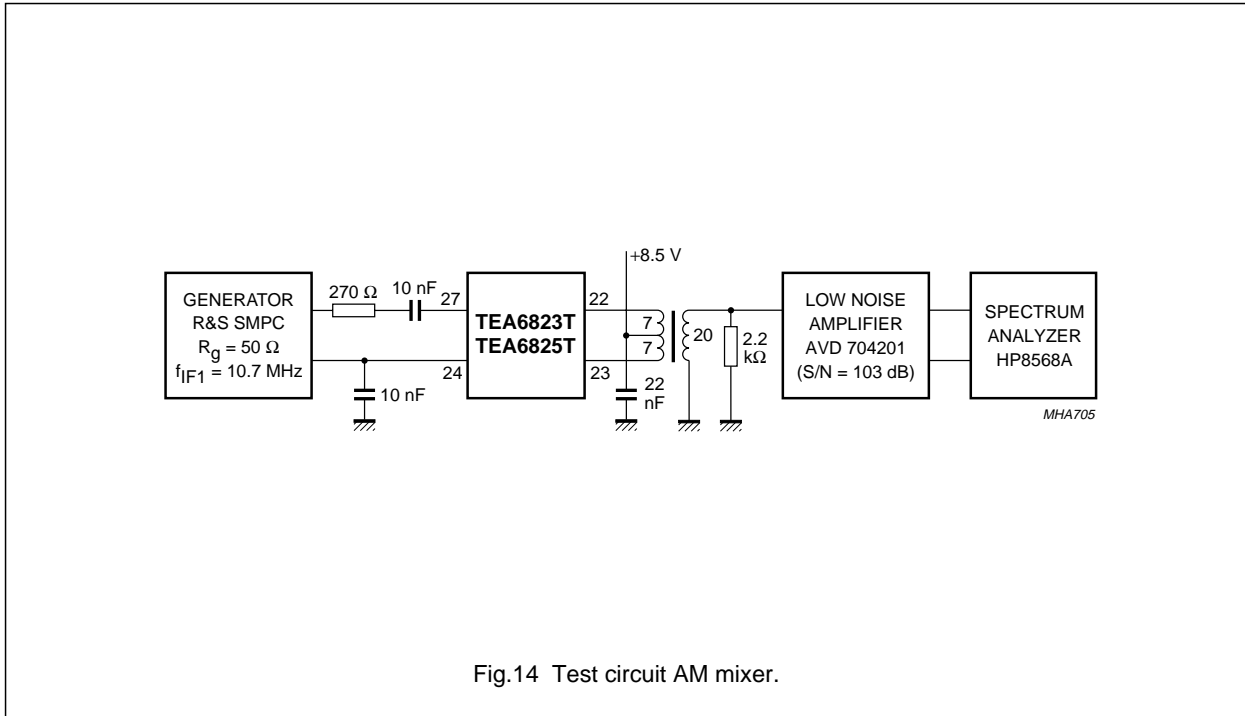 +8.5 V
GENERATOR
R&S SMPC
Rg = 50 Ω
fIF1 = 10.7 MHz
270 Ω
10 nF
27
24
10 nF
TEA6823T
TEA6825T
22
23
7
7
20
22
nF
2.2
kΩ
LOW NOISE
AMPLIFIER
AVD 704201
(S/N = 103 dB)
SPECTRUM
ANALYZER
HP8568A
MHA705
Fig.14 Test circuit AM mixer.